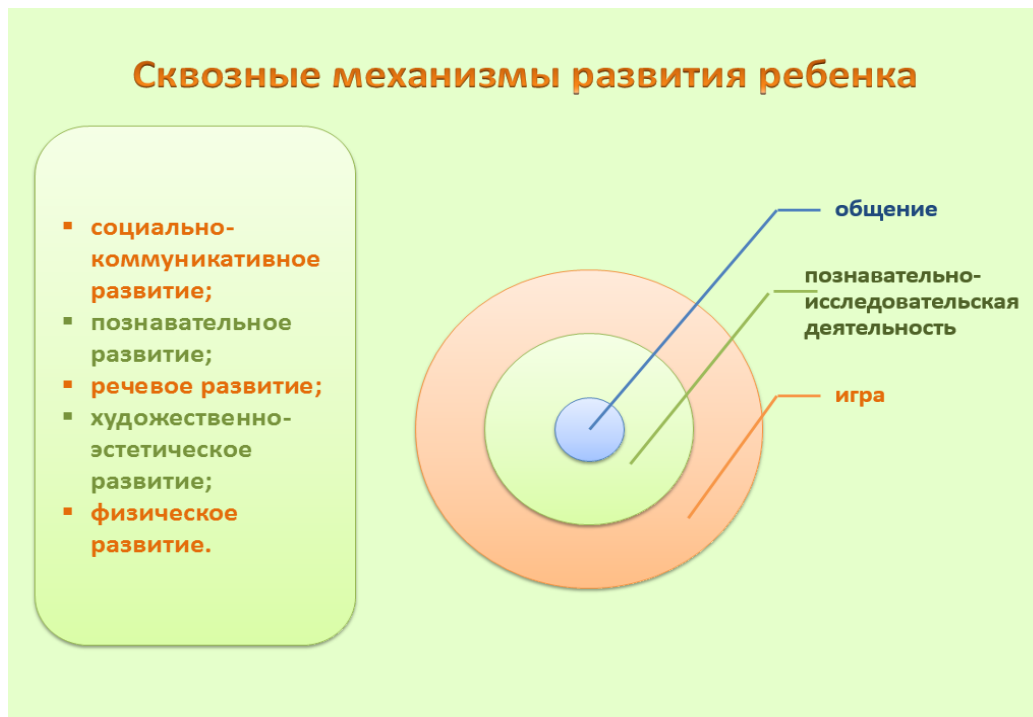 Сквозные механизмы развития ребенка
▪ социально-
коммуникативное
развитие;
▪ познавательное
развитие;
▪ речевое развитие;
▪ художественно-
эстетическое
развитие;
▪ физическое
развитие.
общение
познавательно-
исследовательская
деятельность
игра